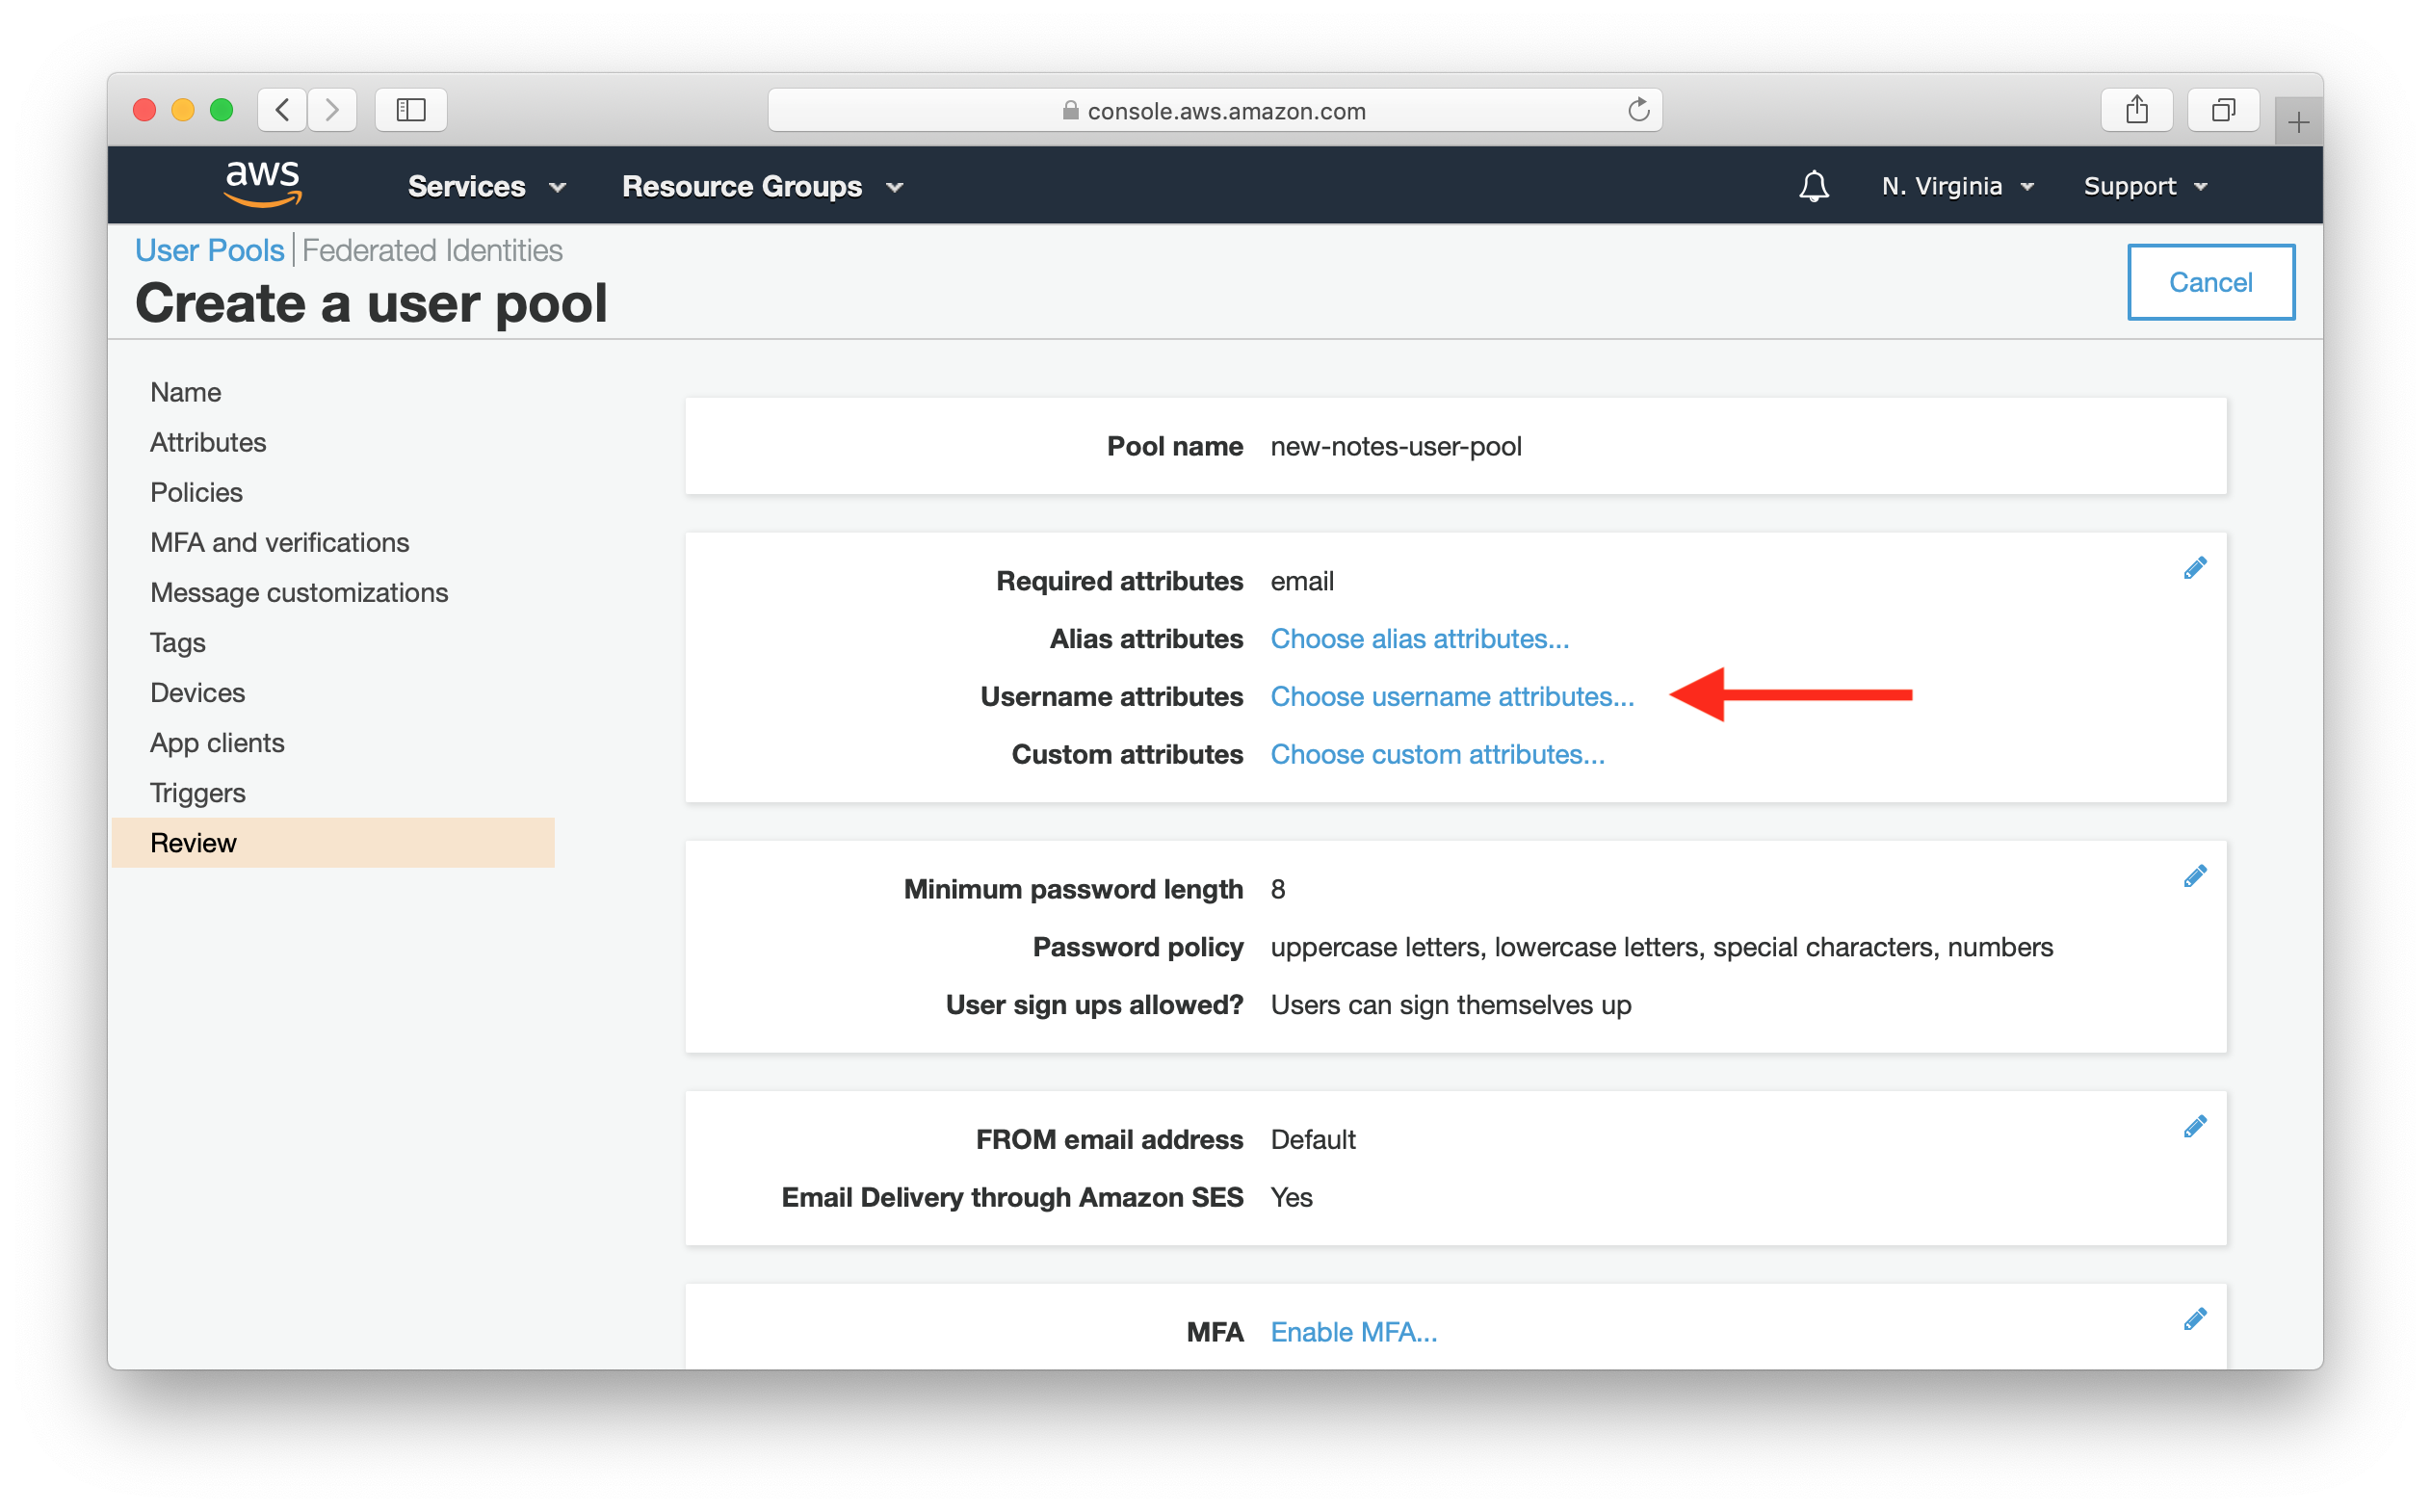 console.aws.amazon.com
aws Services Resource Groups N. Virginia Support
User Pools Federated Identities
Create a user pool
Cancel
Name
Attributes
Policies
MFA and verifications
Message customizations
Tags
Devices
App clients
Triggers
Review
Pool name new-notes-user-pool
Required attributes email
Alias attributes Choose alias attributes...
Username attributes Choose username attributes...
Custom attributes Choose custom attributes...
Minimum password length 8
Password policy uppercase letters, lowercase letters, special characters, numbers
User sign ups allowed? Users can sign themselves up
FROM email address Default
Email Delivery through Amazon SES Yes
MFA Enable MFA...